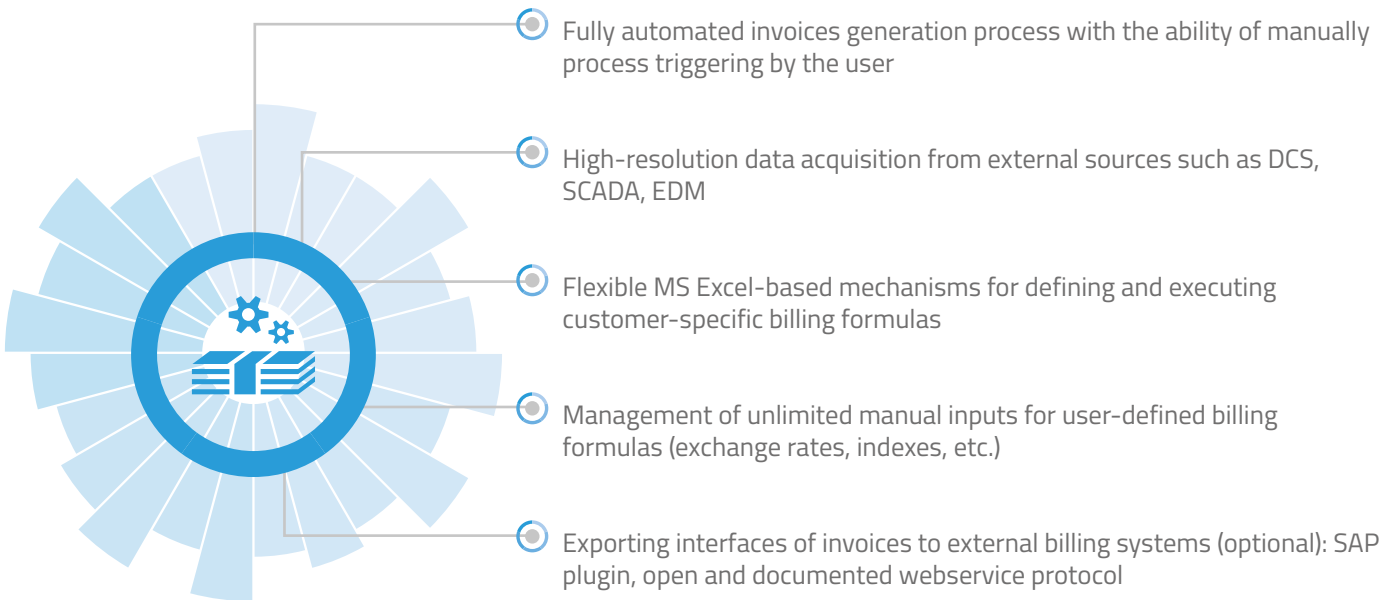 Fully automated invoices generation process with the ability of manually
process triggering by the user
High-resolution data acquisition from external sources such as DCS,
SCADA, EDM
Flexible MS Excel-based mechanisms for defining and executing
customer-specific billing formulas
Management of unlimited manual inputs for user-defined billing
formulas (exchange rates, indexes, etc.)
Exporting interfaces of invoices to external billing systems (optional): SAP
plugin, open and documented webservice protocol